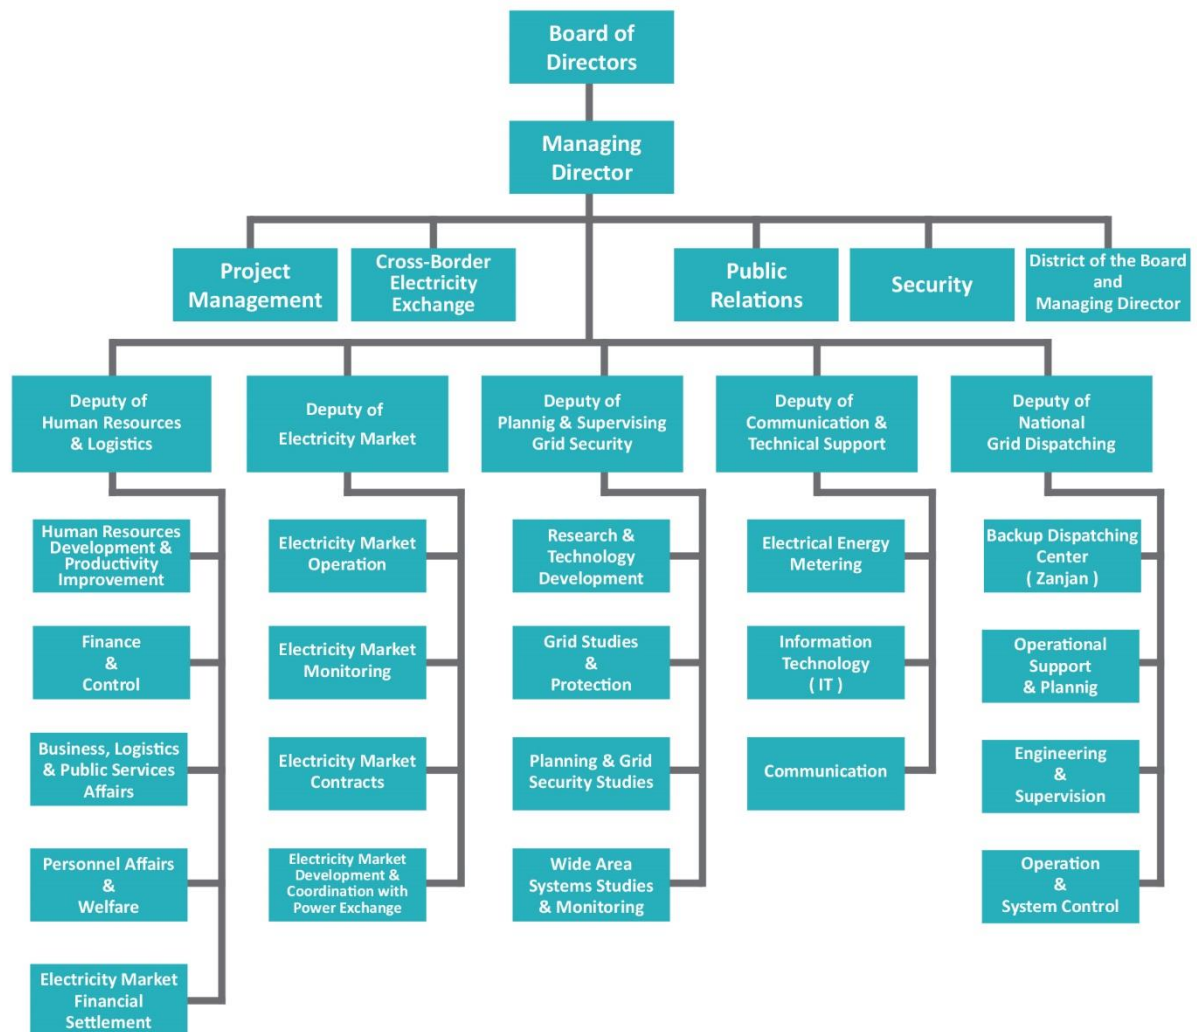 Board of
Directors
Managing
Director
Project
Management
Cross-Border
Electricity
Exchange
Public
Relations
Security
District of the Board
and
Managing Director
Deputy of
Human Resources
& Logistics
Deputy of
Electricity Market
Deputy of
Plannig & Supervising
Grid Security
Deputy of
Communication &
Technical Support
Deputy of
National
Grid Dispatching
Human Resources
Development &
Productivity
Improvement
Finance
&
Control
Business, Logistics
& Public Services
Affairs
Personnel Affairs
&
Welfare
Electricity Market
Financial
Settlement
Electricity Market
Operation
Electricity Market
Monitoring
Electricity Market
Contracts
Electricity Market
Development &
Coordination with
Power Exchange
Research &
Technology
Development
Grid Studies
&
Protection
Planning & Grid
Security Studies
Wide Area
Systems Studies
& Monitoring
Electrical Energy
Metering
Information
Technology
( IT )
Communication
Backup Dispatching
Center
( Zanjan )
Operational
Support
& Plannig
Engineering
&
Supervision
Operation
&
System Control